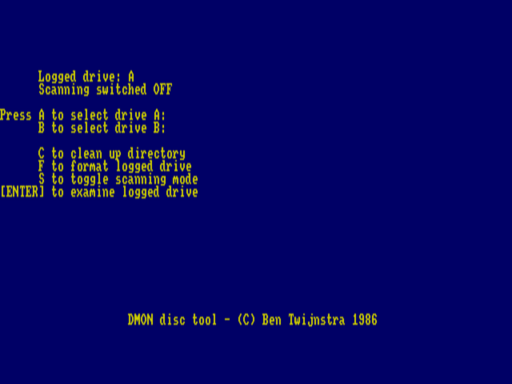 Logged drive: A
Scanning switched OFF
Press A to select drive A:
B to select drive B:
C to clean up directory
F to format logged drive
S to toggle scanning mode
[ENTER] to examine logged drive
DMON disc tool - (C) Ben Twijnstra 1986